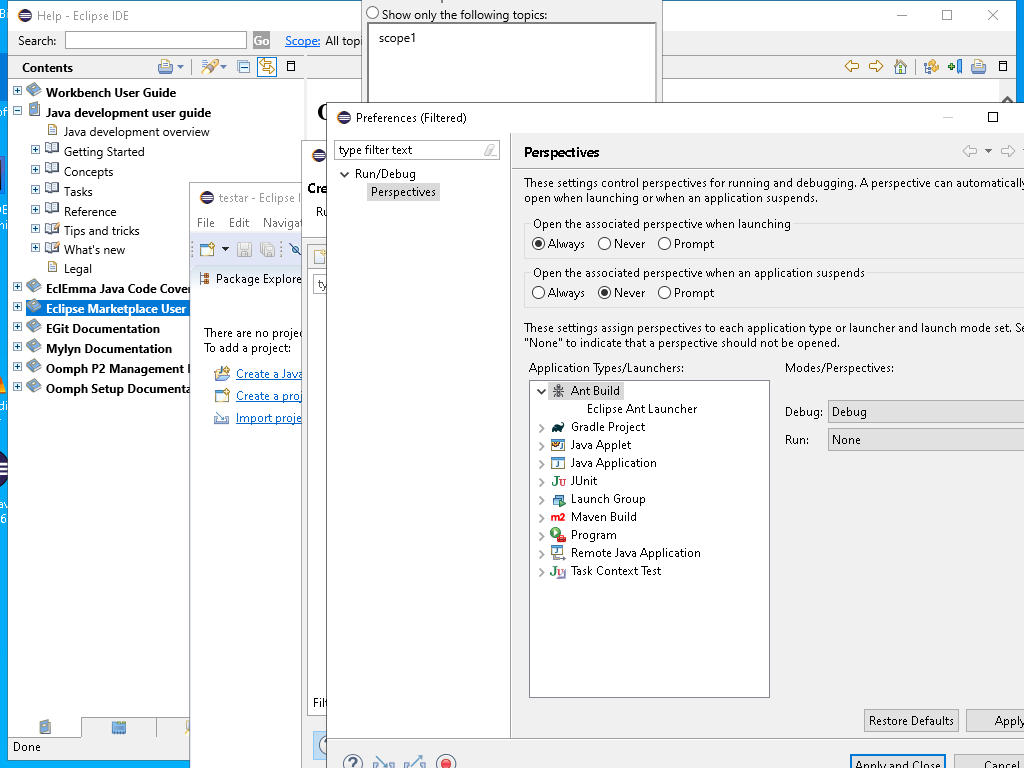 Help - Eclipse IDE
Show only the following topics:
Search:
Go
Scope:
All topi
scope1
Contents
Workbench User Guide
Java development user guide
Java development overview
Getting Started
Concepts
Tasks
Reference
Tips and tricks
What's new
Legal
EclEmma Java Code Cover
Eclipse Marketplace User
EGit Documentation
Mylyn Documentation
Oomph P2 Management
Oomph Setup Documenta
Done
testar - Eclipse I
File Edit Navigat
Package Explore
There are no projec
To add a project:
Create a Java
Create a proj
Import proje
Cre
Ru
ty
Filt
Preferences (Filtered)
type filter text
Run/Debug
Perspectives
Perspectives
These settings control perspectives for running and debugging. A perspective can automatically
open when launching or when an application suspends.
Open the associated perspective when launching
Always Never Prompt
Open the associated perspective when an application suspends
Always Never Prompt
These settings assign perspectives to each application type or launcher and launch mode set. Se
"None" to indicate that a perspective should not be opened.
Application Types/Launchers:
Modes/Perspectives:
Ant Build
Eclipse Ant Launcher
Gradle Project
Java Applet
Java Application
JUnit
Launch Group
Maven Build
Program
Remote Java Application
Task Context Test
Debug: Debug
Run: None
Restore Defaults
Apply
Apply and Close
Cancel